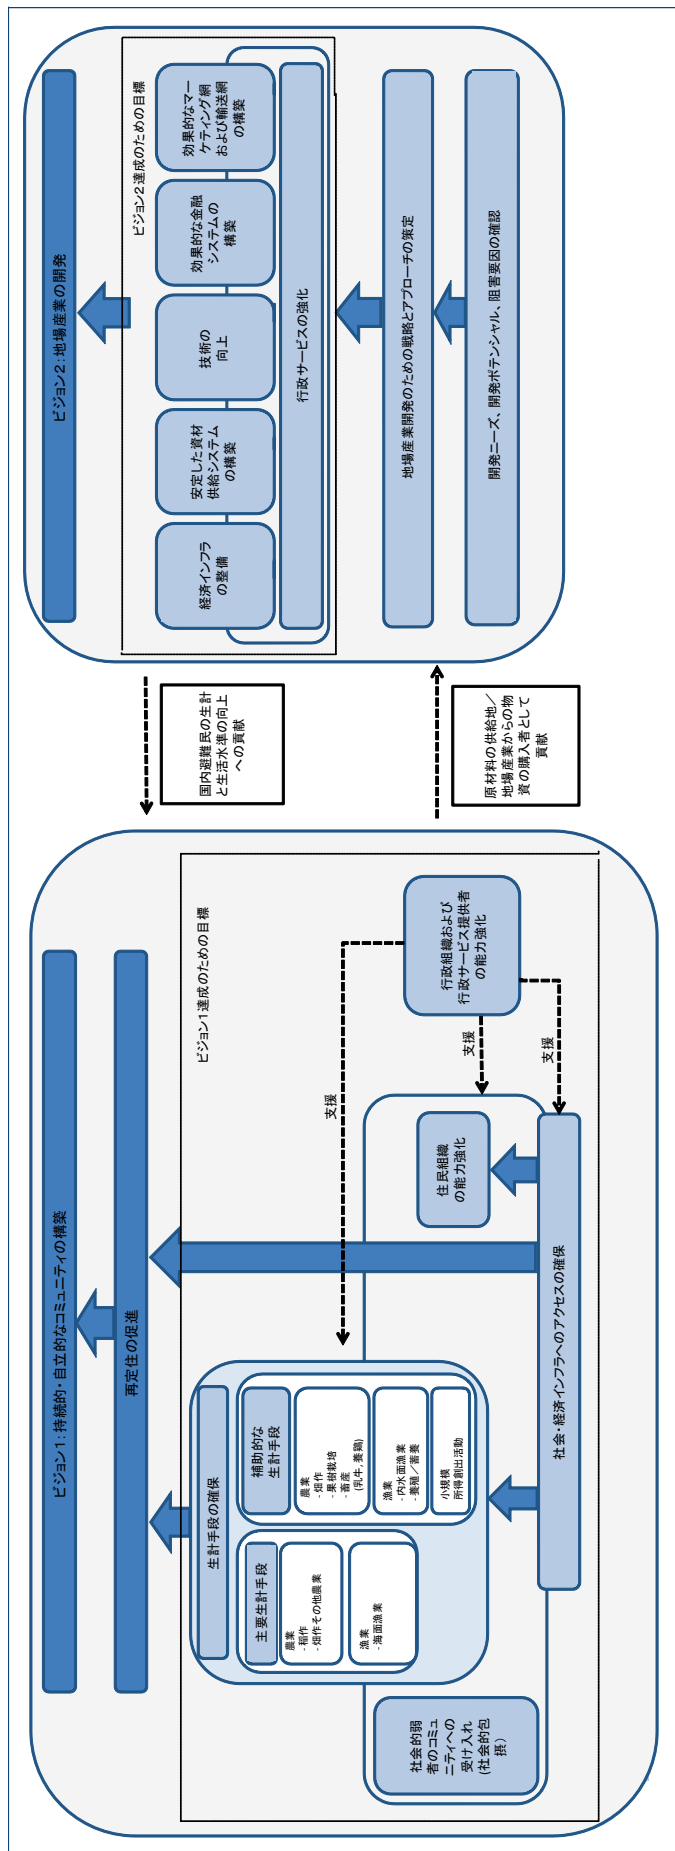 ビジョン1：持続的・自立的なコミュニティの構築
再定住の促進
ビジョン1達成のための目標
生計手段の確保
主要生計手段
農業
- 稲作
- 畑作その他農業
漁業
- 海面漁業
補助的な
生計手段
農業
- 畑作
- 果樹栽培
- 畜産
(乳牛,養鶏)
漁業
- 内水面漁業
- 養殖／蓄養
小規模
所得創出活動
社会的弱
者のコミュ
ニティへの
受け入れ
(社会的包
摂）
住民組織
の能力強化
社会・経済インフラへのアクセスの確保
支援
支援
支援
行政組織および
行政サービス提供者
の能力強化
国内避難民の生計
と生活水準の向上
への貢献
原材料の供給地／
地場産業からの物
資の購入者として
貢献
ビジョン2：地場産業の開発
ビジョン2達成のための目標
経済インフラ
の整備
安定した資材
供給システム
の構築
技術の
向上
効果的な金融
システムの
構築
効果的なマー
ケティング網
および輸送網
の構築
行政サービスの強化
地場産業開発のための戦略とアプローチの策定
開発ニーズ、開発ポテンシャル、阻害要因の確認